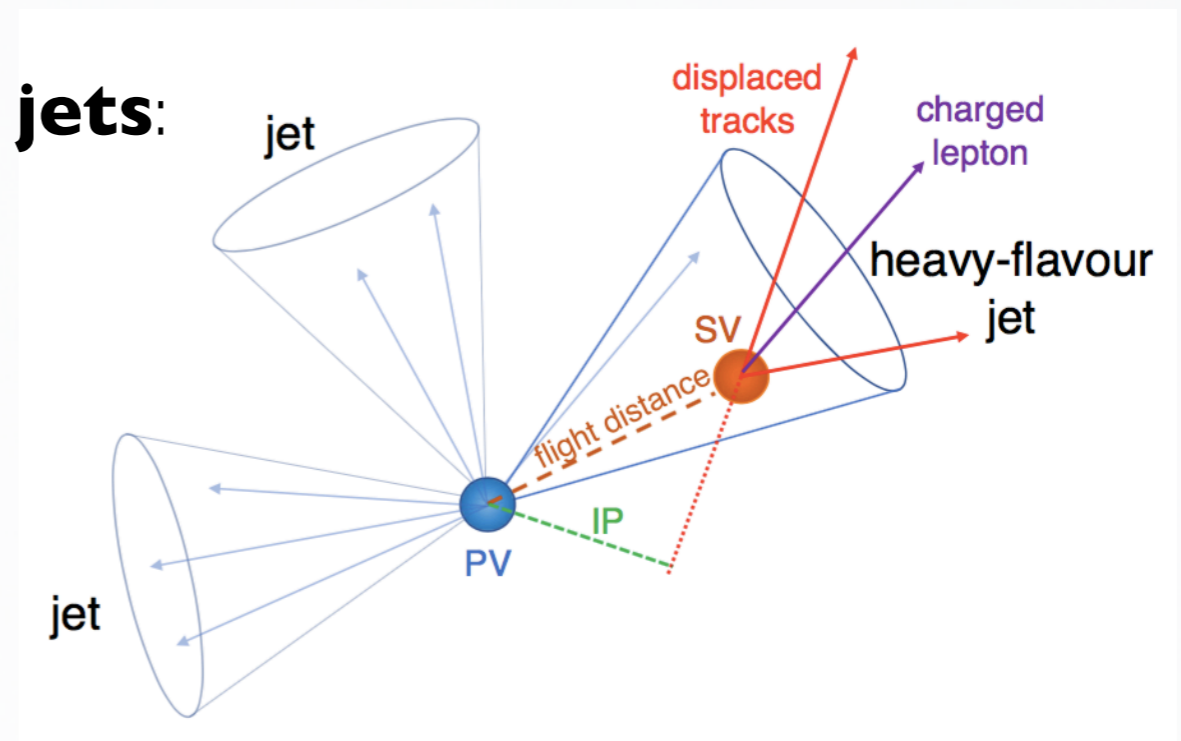 jets:
jet
displaced
tracks
charged
lepton
heavy-flavour
jet
SV
flight distance
IP
PV
jet